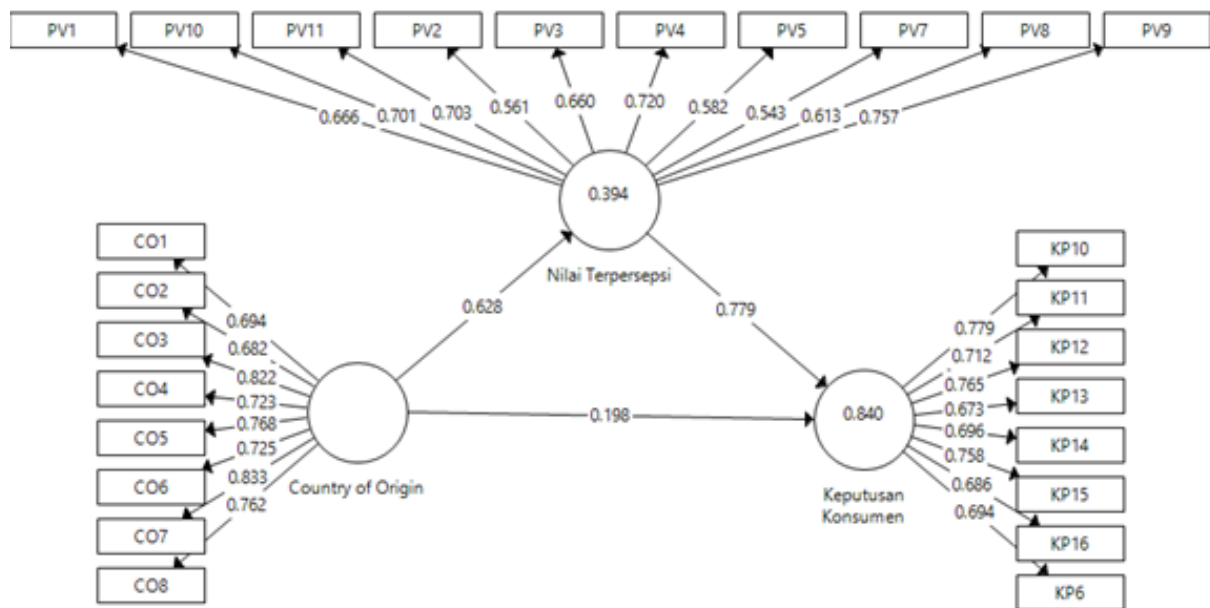 PV1 PV10 PV11 PV2 PV3 PV4 PV5 PV7 PV8 PV9
0.666 0.701 0.703 0.561 0.660 0.720 0.582 0.543 0.613 0.757
0.394
Nilai Terpersepsi
CO1
CO2
CO3
CO4
CO5
CO6
CO7
CO8
0.694
0.682
0.822
0.723
0.768
0.725
0.833
0.762
Country of Origin
0.628
0.779
0.198
0.840
Keputusan
Konsumen
0.779
0.712
0.765
0.673
0.696
0.758
0.686
0.694
KP10
KP11
KP12
KP13
KP14
KP15
KP16
KP6